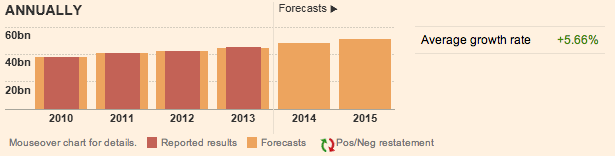 ANNUALLY
Forecasts ▶
60bn
40bn
20bn
2010 2011 2012 2013 2014 2015
Average growth rate +5.66%
Mouseover chart for details. Reported results Forecasts Pos/Neg restatement